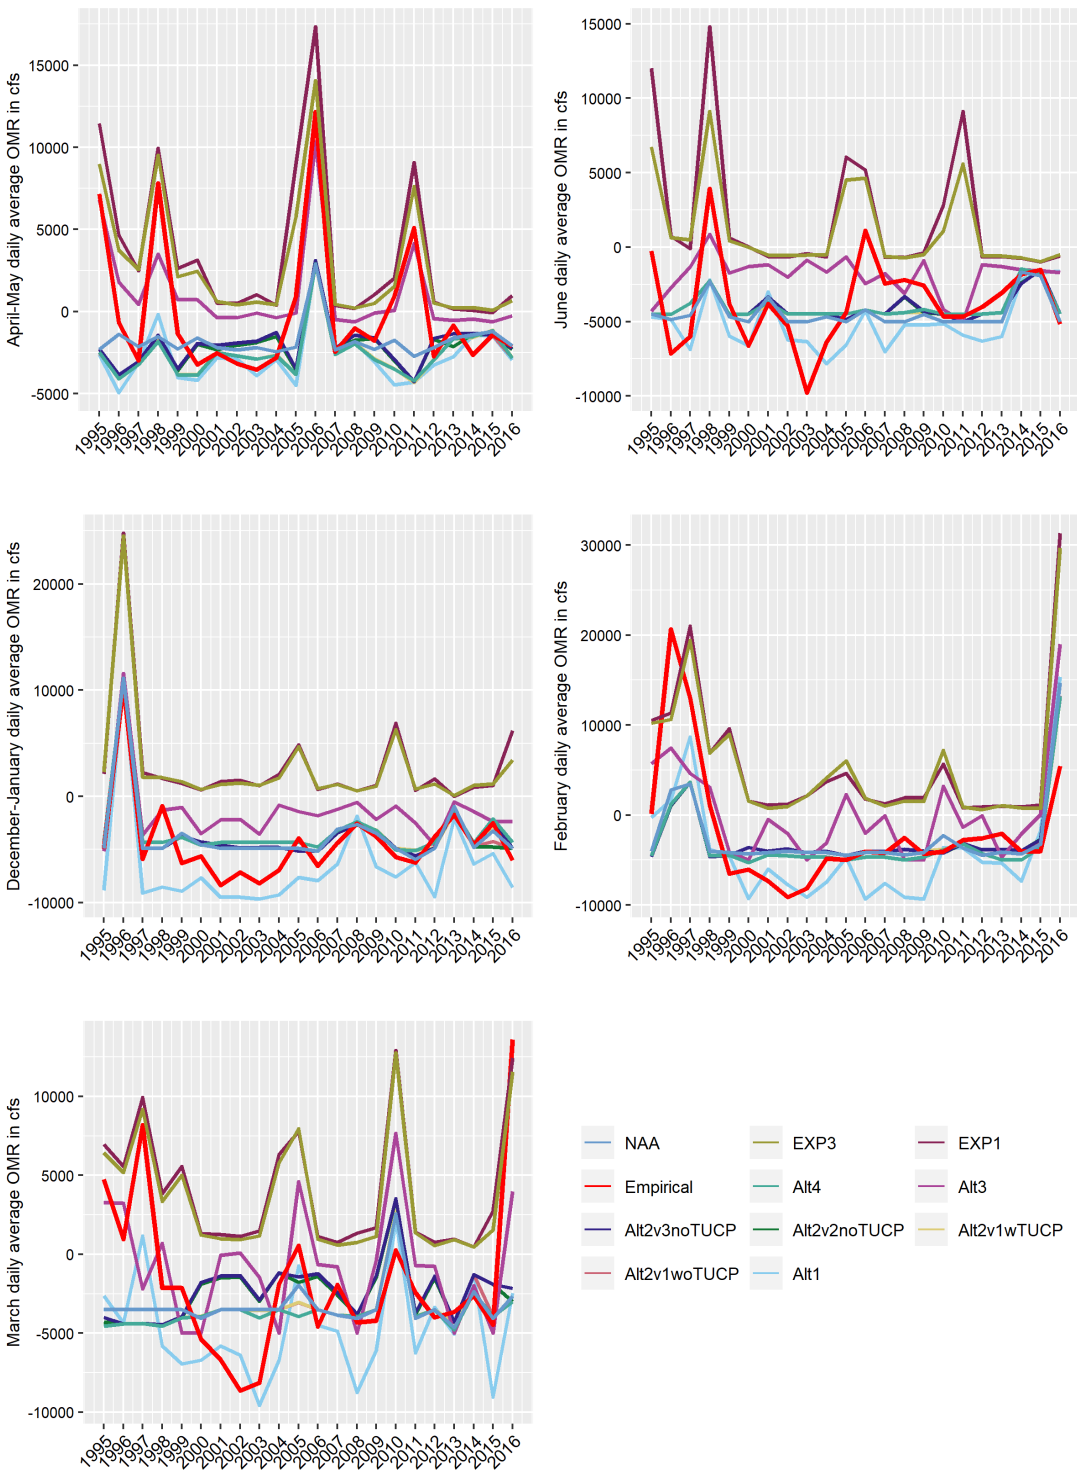 April-May daily average OMR in cfs
15000
10000
5000
0
-5000
1995 1996 1997 1998 1999 2000 2001 2002 2003 2004 2005 2006 2007 2008 2009 2010 2011 2012 2013 2014 2015 2016
June daily average OMR in cfs
15000
10000
5000
0
-5000
-10000
1995 1996 1997 1998 1999 2000 2001 2002 2003 2004 2005 2006 2007 2008 2009 2010 2011 2012 2013 2014 2015 2016
December-January daily average OMR in cfs
20000
10000
0
-10000
1995 1996 1997 1998 1999 2000 2001 2002 2003 2004 2005 2006 2007 2008 2009 2010 2011 2012 2013 2014 2015 2016
February daily average OMR in cfs
30000
20000
10000
0
-10000
1995 1996 1997 1998 1999 2000 2001 2002 2003 2004 2005 2006 2007 2008 2009 2010 2011 2012 2013 2014 2015 2016
March daily average OMR in cfs
10000
5000
0
-5000
-10000
1995 1996 1997 1998 1999 2000 2001 2002 2003 2004 2005 2006 2007 2008 2009 2010 2011 2012 2013 2014 2015 2016
NAA EXP3 EXP1
Empirical Alt4 Alt3
Alt2v3noTUCP Alt2v2noTUCP Alt2v1wTUCP
Alt2v1woTUCP Alt1